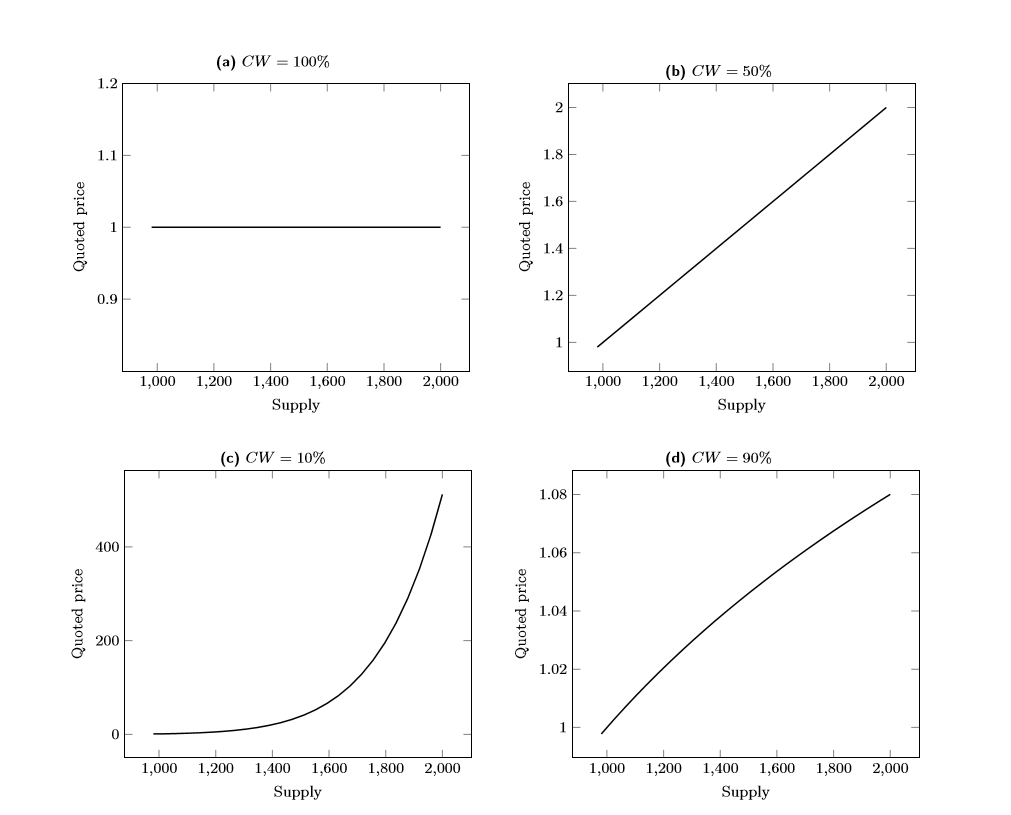 (a) CW = 100%
1.2
1.1
1
0.9
Quoted price
1,000 1,200 1,400 1,600 1,800 2,000
Supply
(b) CW = 50%
2
1.8
1.6
1.4
1.2
1
Quoted price
1,000 1,200 1,400 1,600 1,800 2,000
Supply
(c) CW = 10%
400
200
0
Quoted price
1,000 1,200 1,400 1,600 1,800 2,000
Supply
(d) CW = 90%
1.08
1.06
1.04
1.02
1
Quoted price
1,000 1,200 1,400 1,600 1,800 2,000
Supply